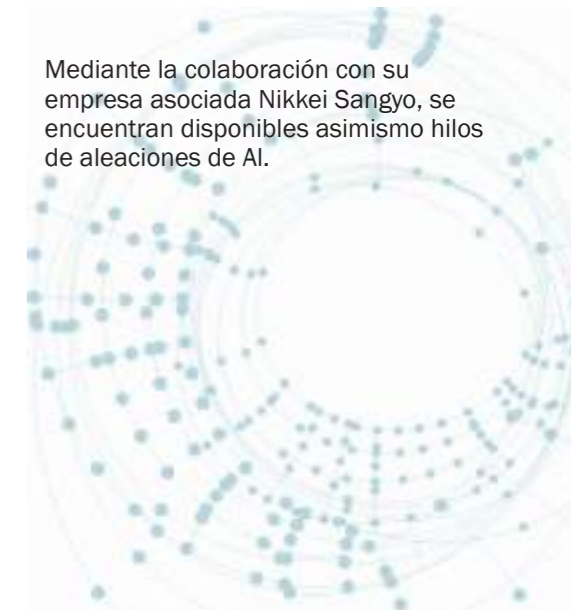 Mediante la colaboración con su
empresa asociada Nikkei Sangyo, se
encuentran disponibles asimismo hilos
de aleaciones de Al.